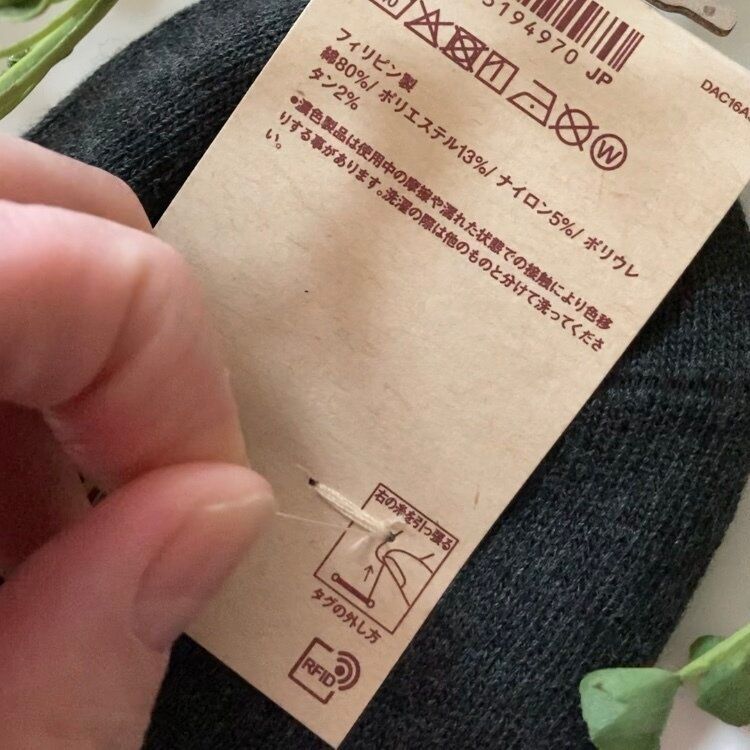 5194970 JP
DAC16A
W
フィリピン製
綿80%/ ポリエステル13%/ ナイロン5%/ ポリウレ
タン2%
●濃色製品は使用中の摩擦や濡れた状態での接触により色移
りする事があります。洗濯の際は他のものと分けて洗ってくださ
い。
右の糸を引っ張る
タグの外し方
RFID